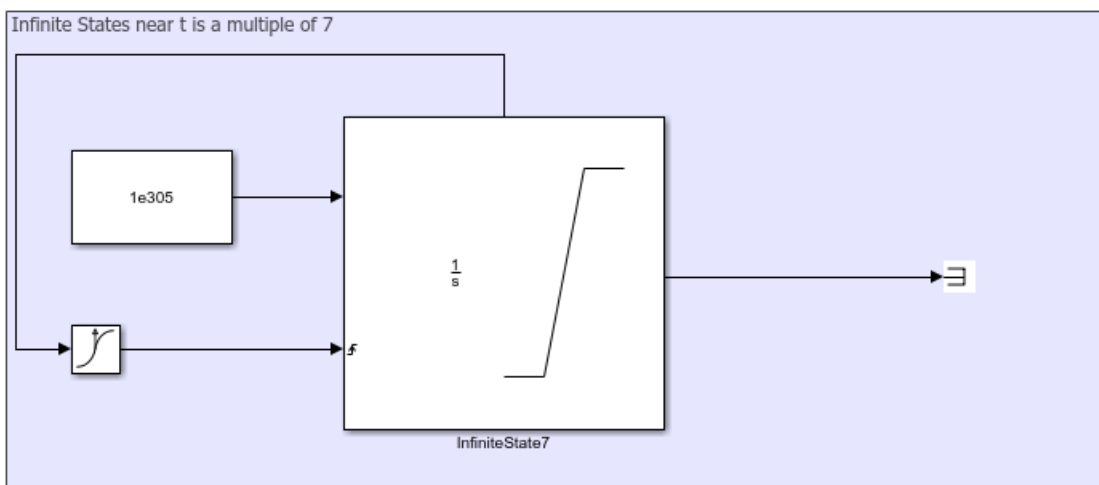 Infinite States near t is a multiple of 7
1e305
1
s
InfiniteState7